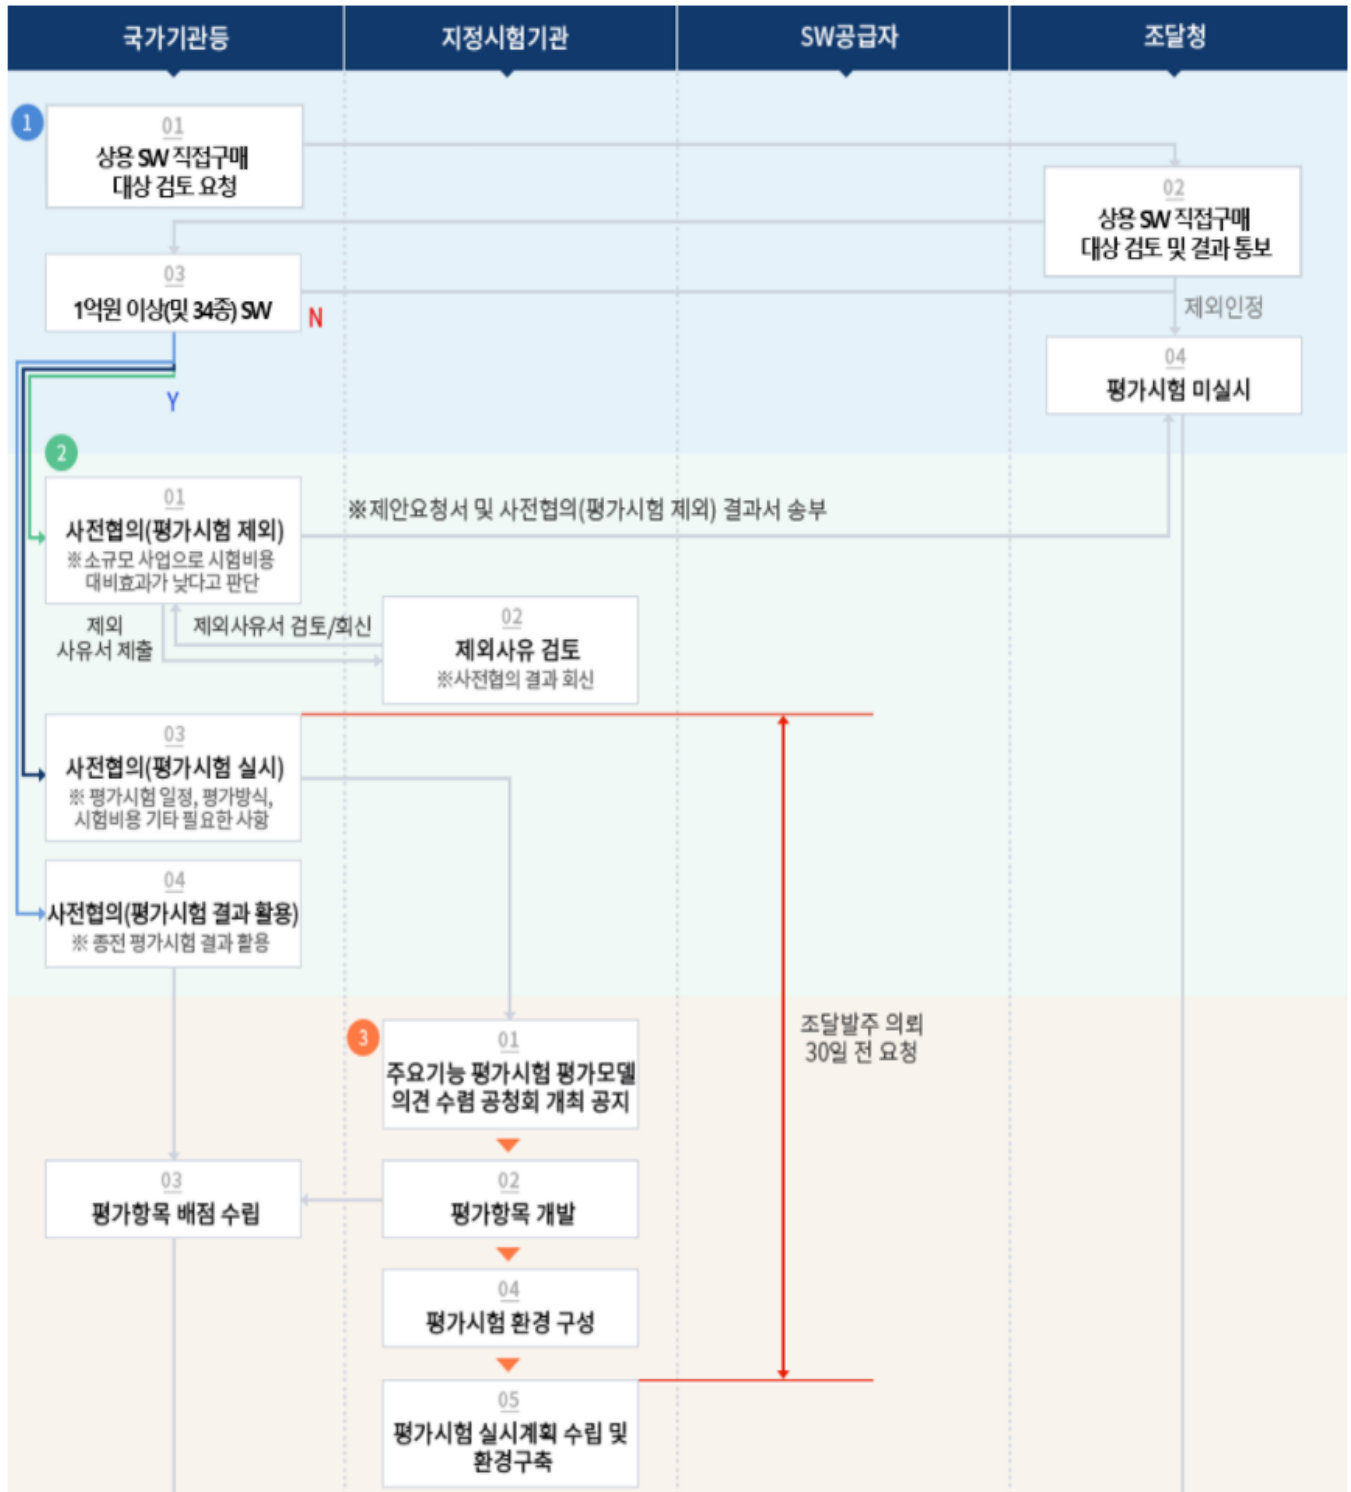 국가기관등
지정시험기관
SW공급자
조달청
1
01
상용 SW 직접구매
대상 검토 요청
02
상용 SW 직접구매
대상 검토 및 결과 통보
03
1억원 이상(및 34종) SW
N
제외인정
04
평가시험 미실시
Y
2
01
사전협의(평가시험 제외)
※소규모 사업으로 시험비용
대비효과가 낮다고 판단
※제안요청서 및 사전협의(평가시험 제외) 결과서 송부
제외
사유서 제출
제외사유서 검토/회신
02
제외사유 검토
※사전협의 결과 회신
03
사전협의(평가시험 실시)
※ 평가시험 일정, 평가방식,
시험비용 기타 필요한 사항
04
사전협의(평가시험 결과 활용)
※ 종전 평가시험 결과 활용
조달발주 의뢰
30일 전 요청
3
01
주요기능 평가시험 평가모델
의견 수렴 공청회 개최 공지
03
평가항목 배점 수립
02
평가항목 개발
04
평가시험 환경 구성
05
평가시험 실시계획 수립 및
환경구축